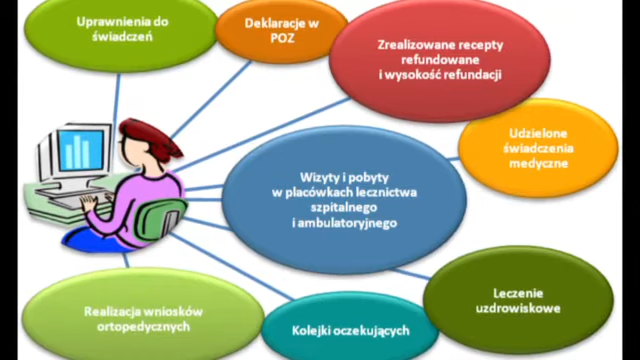 Uprawnienia do
świadczeń
Deklaracje w
POZ
Zrealizowane recepty
refundowane
i wysokość refundacji
Udzielone
świadczenia
medyczne
Wizyty i pobyty
w placówkach lecznictwa
szpitalnego
i ambulatoryjnego
Leczenie
uzdrowiskowe
Realizacja wniosków
ortopedycznych
Kolejki oczekujących